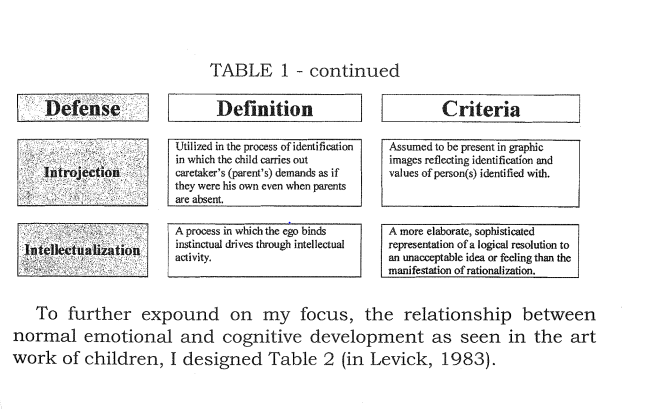 TABLE 1 - continued
Defense
Definition
Criteria
Introjection
Utilized in the process of identification
in which the child carries out
caretaker's (parent's) demands as if
they were his own even when parents
are absent.
Assumed to be present in graphic
images reflecting identification and
values of person(s) identified with.
Intellectualization
A process in which the ego binds
instinctual drives through intellectual
activity.
A more elaborate, sophisticated
representation of a logical resolution to
an unacceptable idea or feeling than the
manifestation of rationalization.
To further expound on my focus, the relationship between
normal emotional and cognitive development as seen in the art
work of children, I designed Table 2 (in Levick, 1983).